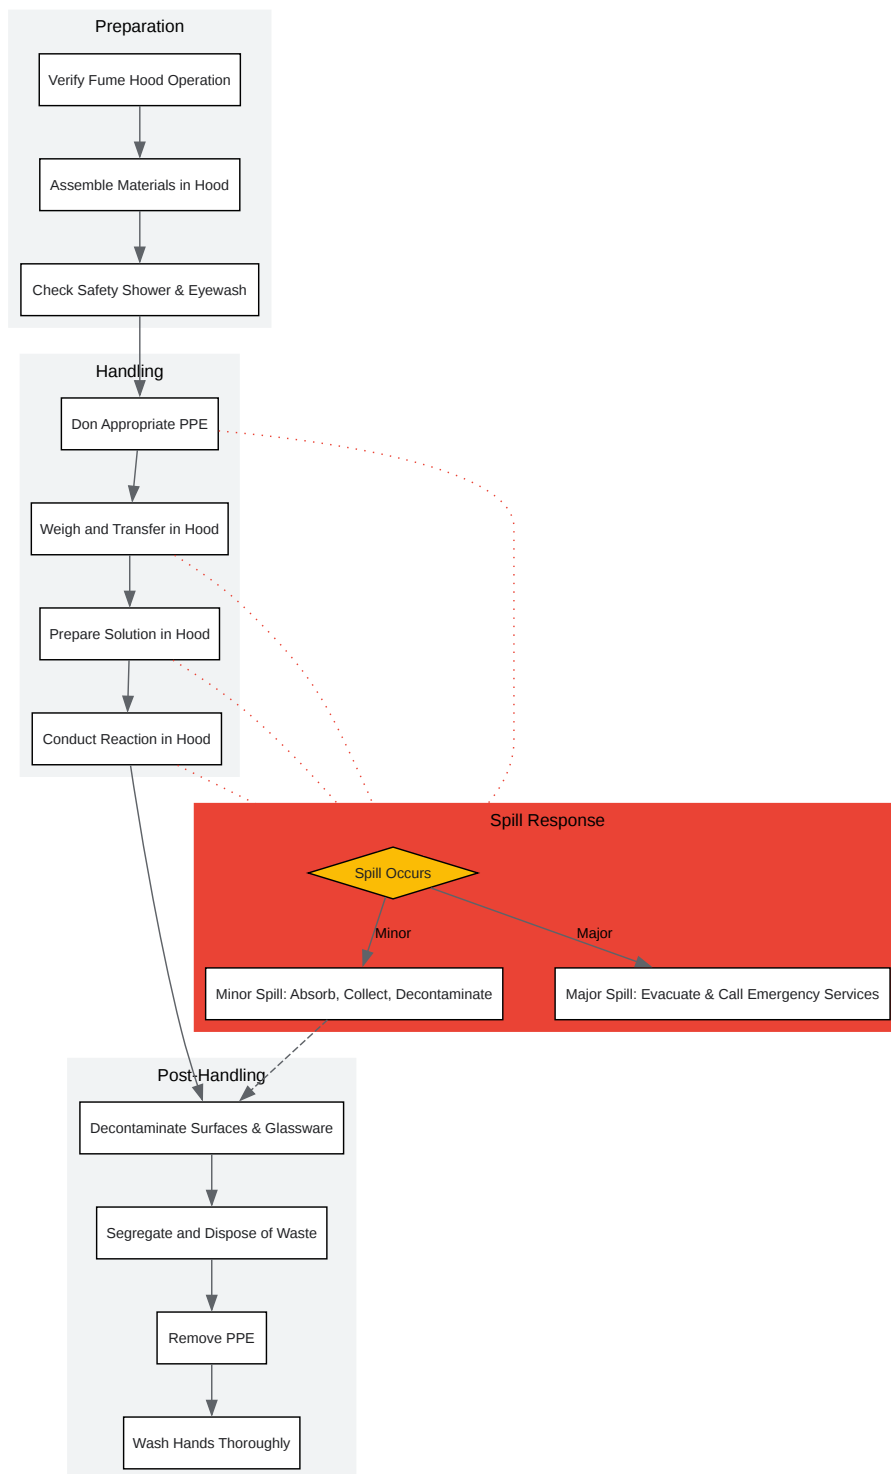 Preparation
Verify Fume Hood Operation
Assemble Materials in Hood
Check Safety Shower & Eyewash
Handling
Don Appropriate PPE
Weigh and Transfer in Hood
Prepare Solution in Hood
Conduct Reaction in Hood
Spill Response
Spill Occurs
Minor
Major
Minor Spill: Absorb, Collect, Decontaminate
Major Spill: Evacuate & Call Emergency Services
Post-Handling
Decontaminate Surfaces & Glassware
Segregate and Dispose of Waste
Remove PPE
Wash Hands Thoroughly